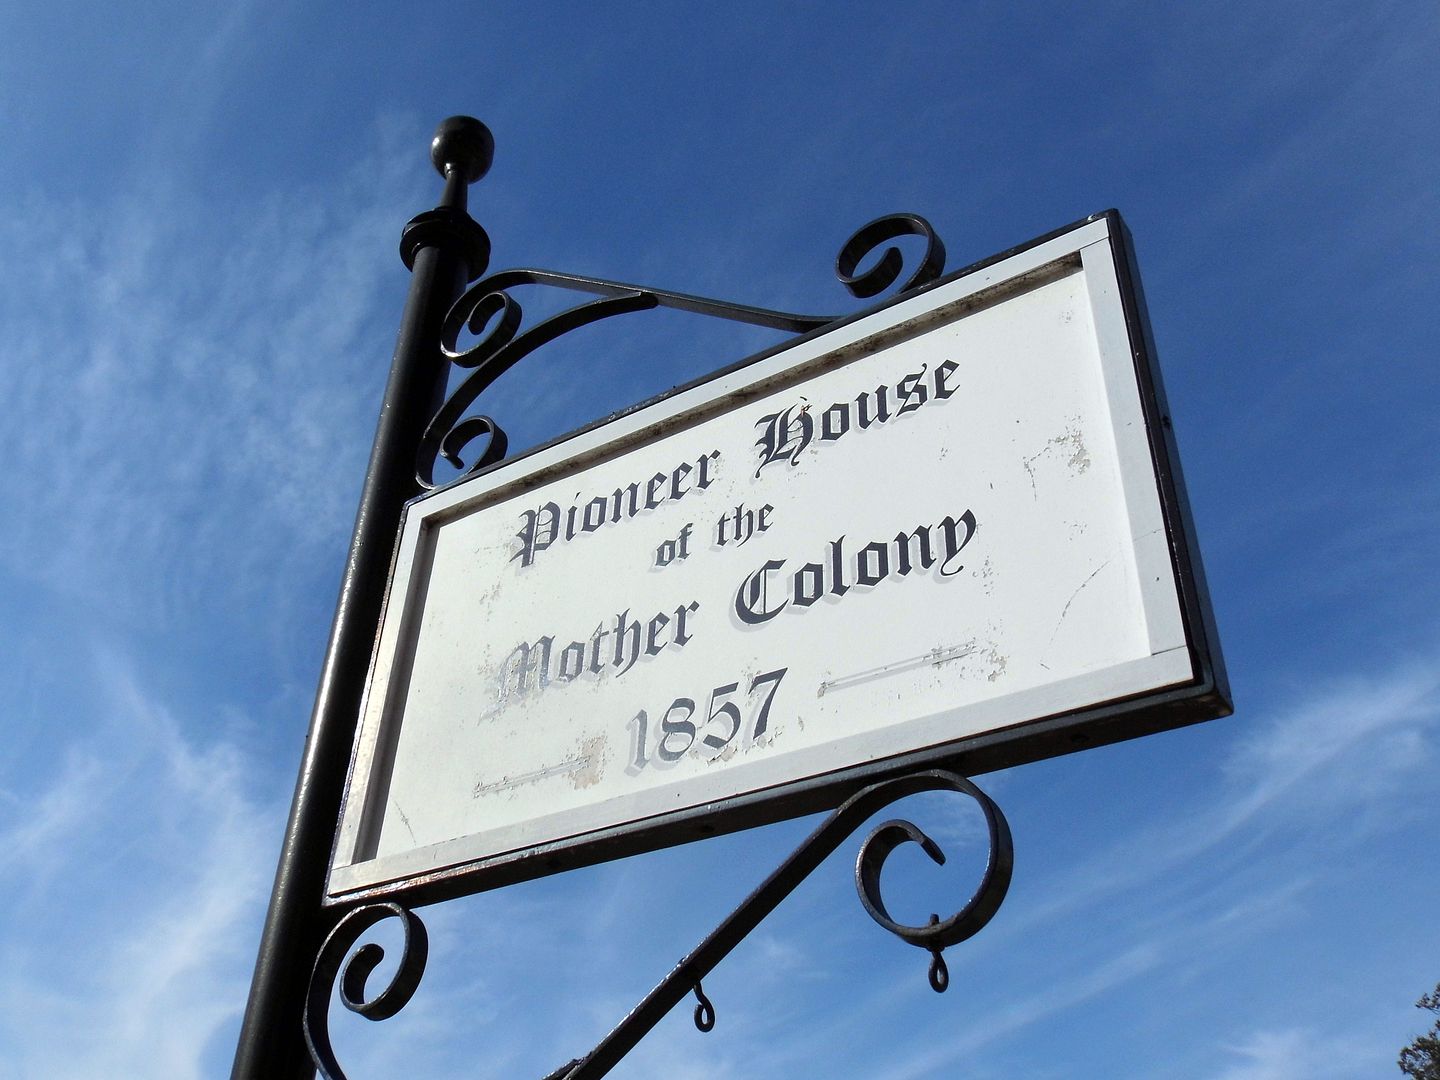 Pioneer House
of the
Mother Colony
1857